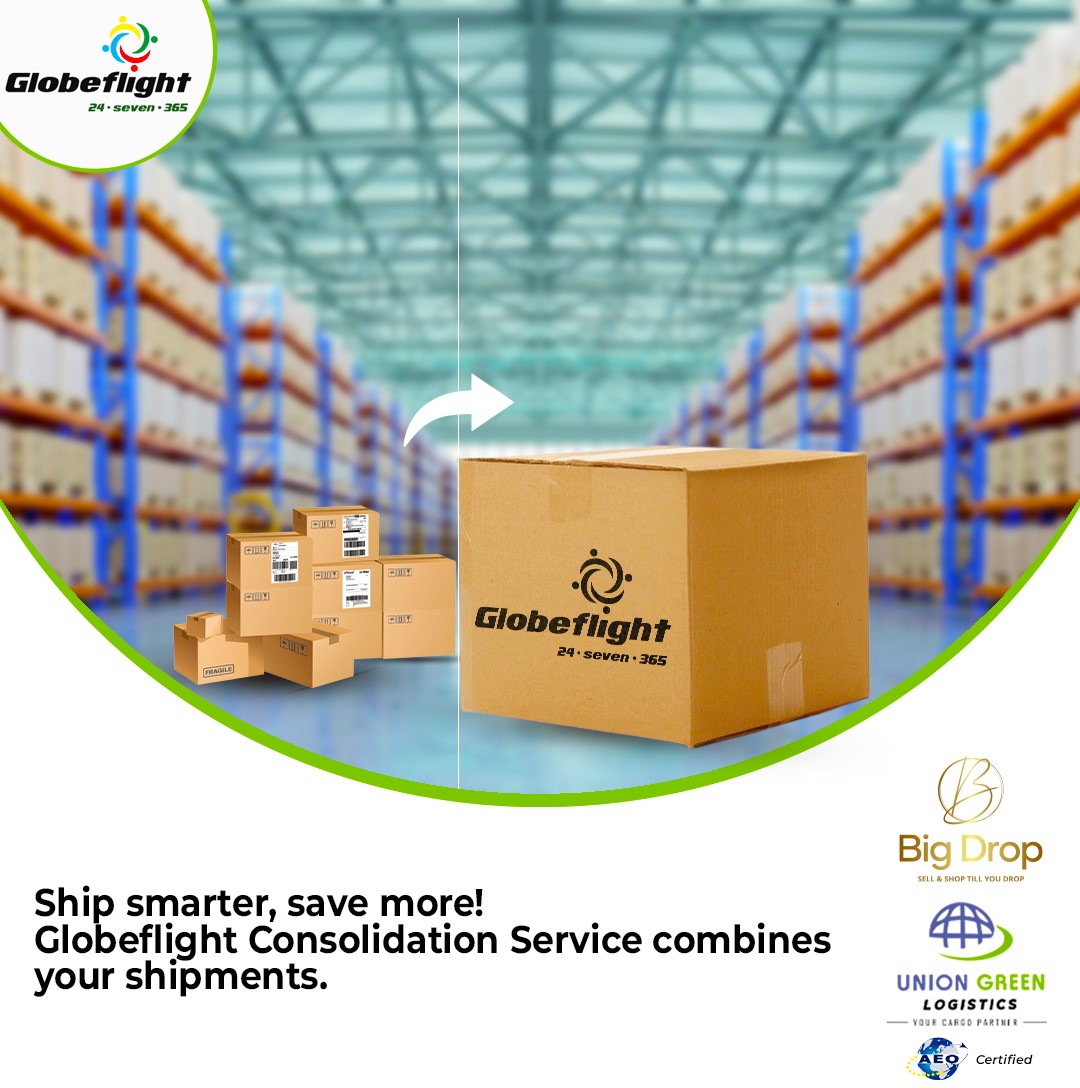 Globeflight
24 · seven · 365
FRAGILE
Globeflight
24 · seven · 365
Ship smarter, save more!
Globeflight Consolidation Service combines
your shipments.
Big Drop
SELL & SHOP TILL YOU DROP
UNION GREEN
LOGISTICS
YOUR CARGO PARTNER
AEO Certified